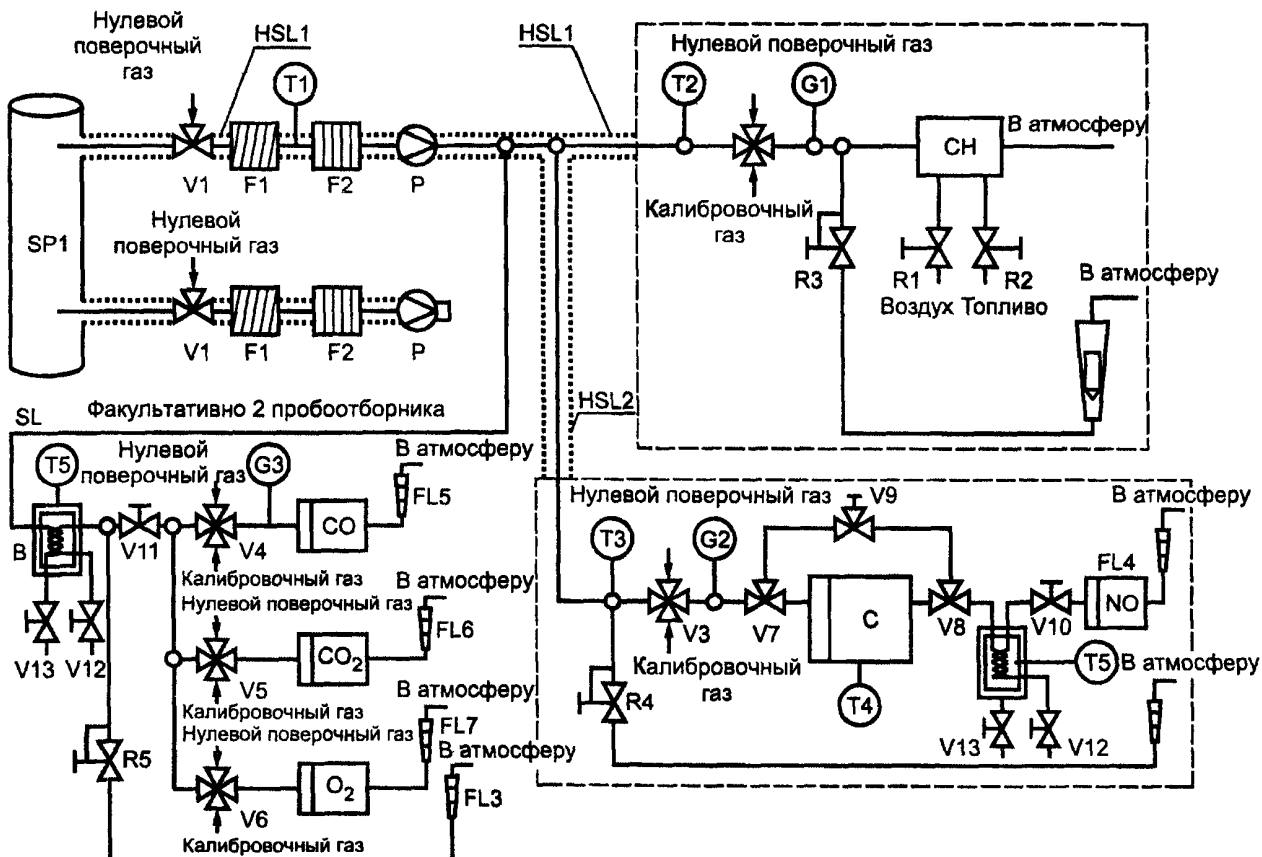 Нулевой
поверочный
газ
HSL1
T1
V1
F1
F2
P
SP1
Нулевой
поверочный газ
V1
F1
F2
P
Факультативно 2 пробоотборника
HSL1
Нулевой поверочный газ
T2
G1
Калибровочный
газ
CH
В атмосферу
R3
R1
R2
Воздух Топливо
В атмосферу
HSL2
SL
T5
Нулевой
поверочный газ
G3
В атмосферу
FL5
B
V11
V4
CO
V13
V12
Калибровочный газ
Нулевой поверочный газ
В атмосферу
FL6
V5
CO2
Калибровочный газ
Нулевой поверочный газ
В атмосферу
FL7
В атмосферу
R5
V6
O2
FL3
Калибровочный газ
Нулевой поверочный газ
V9
В атмосферу
T3
G2
FL4
V3
V7
C
V8
V10
NO
Калибровочный
газ
T5
В атмосферу
R4
T4
V13
V12